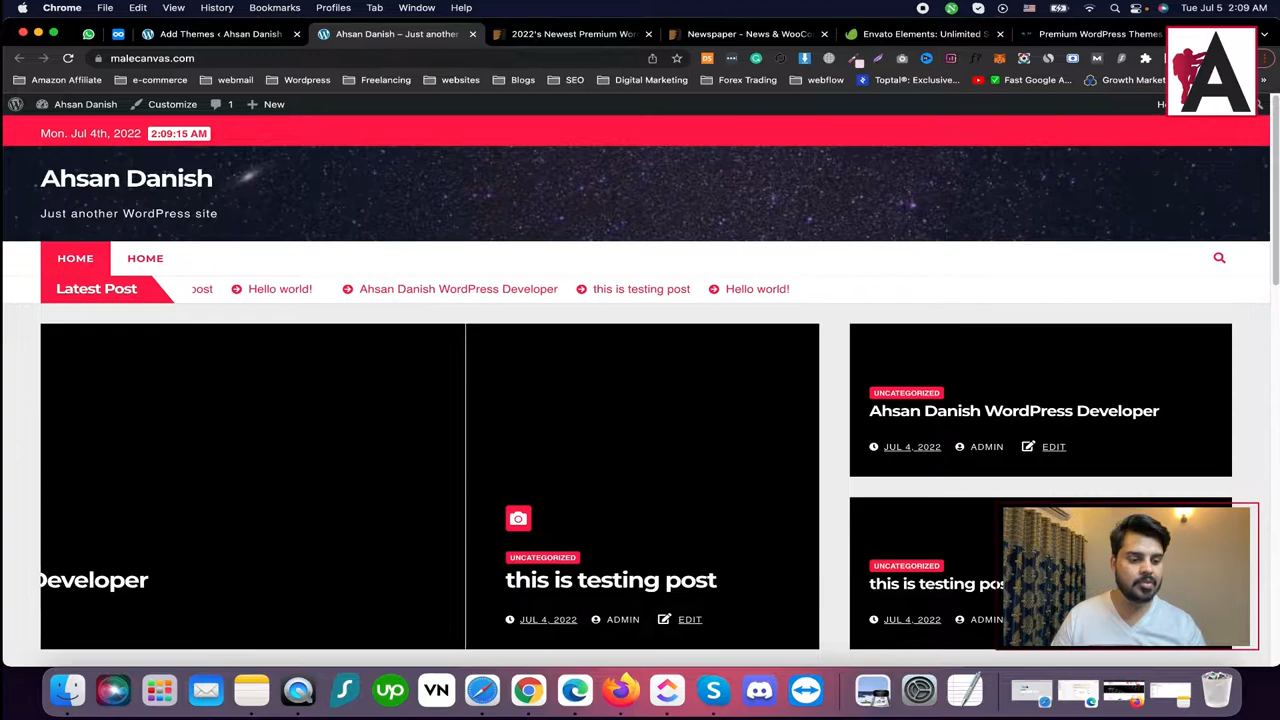 Chrome File Edit View History Bookmarks Profiles Tab Window Help Tue Jul 5 2:09 AM
Add Themes ‹ Ahsan Danish
Ahsan Danish – Just another
2022's Newest Premium Wor
Newspaper - News & WooCo
Envato Elements: Unlimited S
Premium WordPress Themes
malecanvas.com
Amazon Affiliate e-commerce webmail Wordpress Freelancing websites Blogs SEO Digital Marketing Forex Trading webflow Toptal®: Exclusive... Fast Google A... Growth Market
Ahsan Danish Customize 1 New
Mon. Jul 4th, 2022 2:09:15 AM
A
Ahsan Danish
Just another WordPress site
HOME HOME
Latest Post post Hello world! Ahsan Danish WordPress Developer this is testing post Hello world!
Developer
UNCATEGORIZED
this is testing post
JUL 4, 2022 ADMIN EDIT
UNCATEGORIZED
Ahsan Danish WordPress Developer
JUL 4, 2022 ADMIN EDIT
UNCATEGORIZED
this is testing pos
JUL 4, 2022 ADMIN
up VN